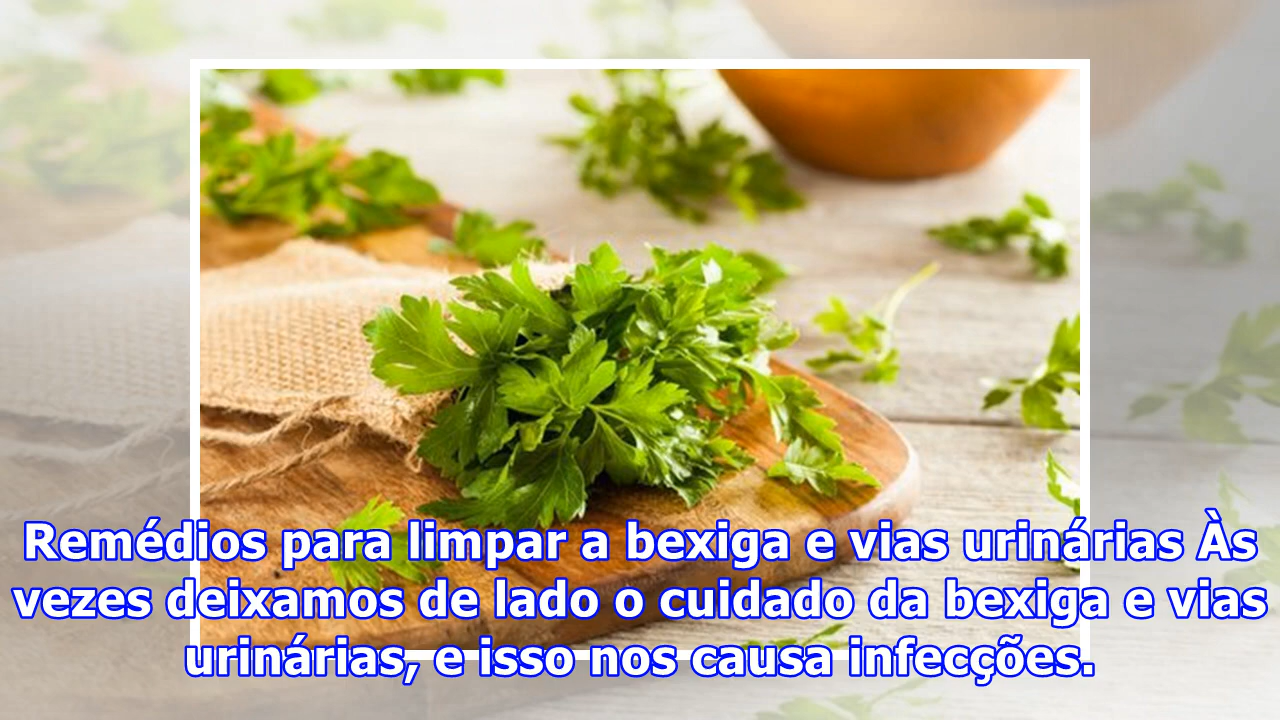 Remédios para limpar a bexiga e vias urinárias Às
vezes deixamos de lado o cuidado da bexiga e vias
urinárias, e isso nos causa infecções.